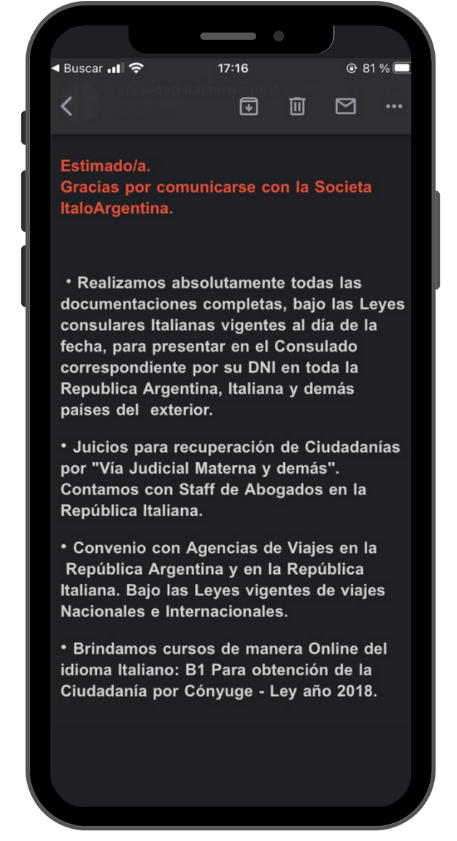 Buscar
17:16
81 %
Estimado/a.
Gracias por comunicarse con la Societa
ItaloArgentina.
• Realizamos absolutamente todas las
documentaciones completas, bajo las Leyes
consulares Italianas vigentes al día de la
fecha, para presentar en el Consulado
correspondiente por su DNI en toda la
Republica Argentina, Italiana y demás
países del exterior.
• Juicios para recuperación de Ciudadanías
por "Vía Judicial Materna y demás".
Contamos con Staff de Abogados en la
República Italiana.
• Convenio con Agencias de Viajes en la
República Argentina y en la República
Italiana. Bajo las Leyes vigentes de viajes
Nacionales e Internacionales.
• Brindamos cursos de manera Online del
idioma Italiano: B1 Para obtención de la
Ciudadanía por Cónyuge - Ley año 2018.